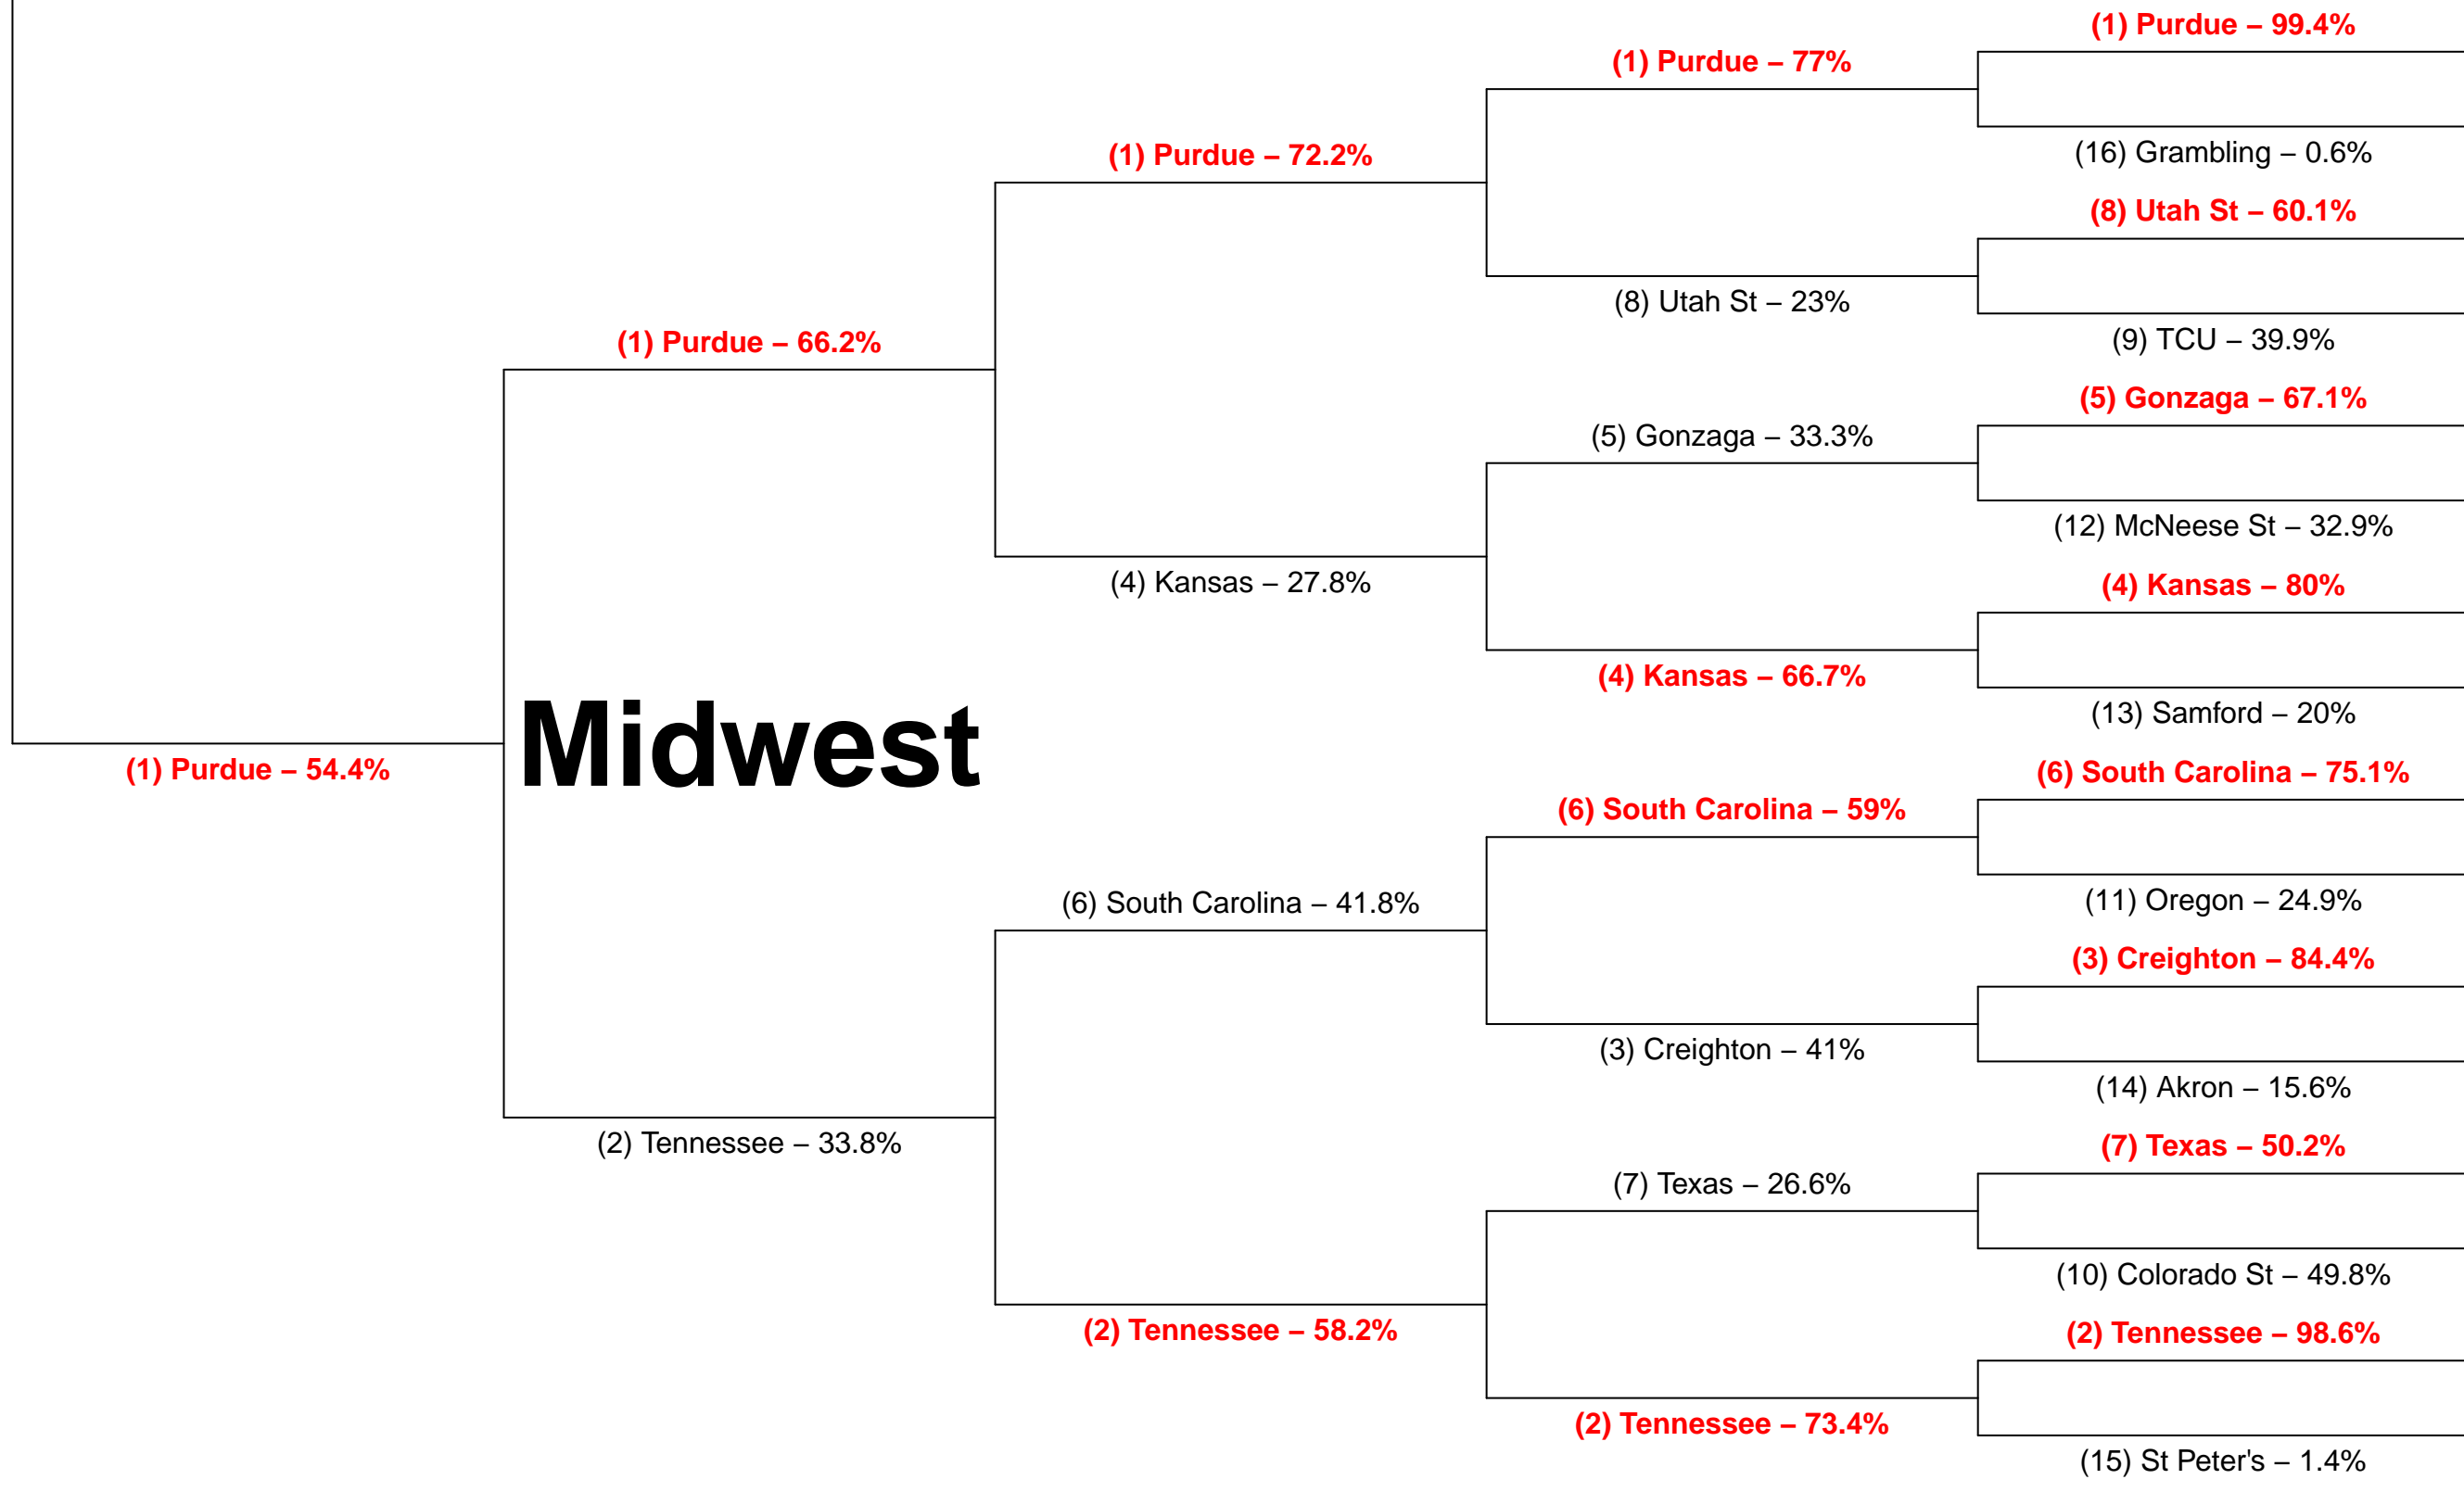 (1) Purdue – 99.4%
(1) Purdue – 77%
(16) Grambling – 0.6%
(1) Purdue – 72.2%
(8) Utah St – 60.1%
(8) Utah St – 23%
(9) TCU – 39.9%
(1) Purdue – 66.2%
(5) Gonzaga – 67.1%
(5) Gonzaga – 33.3%
(12) McNeese St – 32.9%
(4) Kansas – 27.8%
(4) Kansas – 80%
(4) Kansas – 66.7%
(13) Samford – 20%
Midwest
(1) Purdue – 54.4%
(6) South Carolina – 75.1%
(6) South Carolina – 59%
(11) Oregon – 24.9%
(6) South Carolina – 41.8%
(3) Creighton – 84.4%
(3) Creighton – 41%
(14) Akron – 15.6%
(2) Tennessee – 33.8%
(7) Texas – 50.2%
(7) Texas – 26.6%
(10) Colorado St – 49.8%
(2) Tennessee – 58.2%
(2) Tennessee – 98.6%
(2) Tennessee – 73.4%
(15) St Peter's – 1.4%